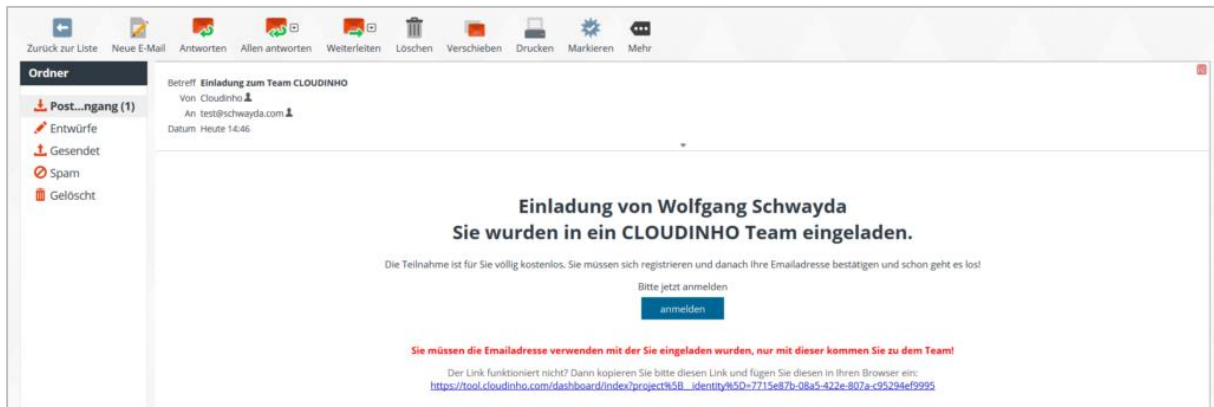 Zurück zur Liste Neue E-Mail Antworten Allen antworten Weiterleiten Löschen Verschieben Drucken Markieren Mehr
Ordner
Post...ngang (1)
Entwürfe
Gesendet
Spam
Gelöscht
Betreff Einladung zum Team CLOUDINHO
Von Cloudinho
An test@schwayda.com
Datum Heute 14:46
Einladung von Wolfgang Schwayda
Sie wurden in ein CLOUDINHO Team eingeladen.
Die Teilnahme ist für Sie völlig kostenlos. Sie müssen sich registrieren und danach Ihre Emailadresse bestätigen und schon geht es los!
Bitte jetzt anmelden
anmelden
Sie müssen die Emailadresse verwenden mit der Sie eingeladen wurden, nur mit dieser kommen Sie zu dem Team!
Der Link funktioniert nicht? Dann kopieren Sie bitte diesen Link und fügen Sie diesen in Ihren Browser ein:
https://tool.cloudinho.com/dashboard/index?project%5B__identity%5D=7715e87b-08a5-422e-807a-c95294ef9995